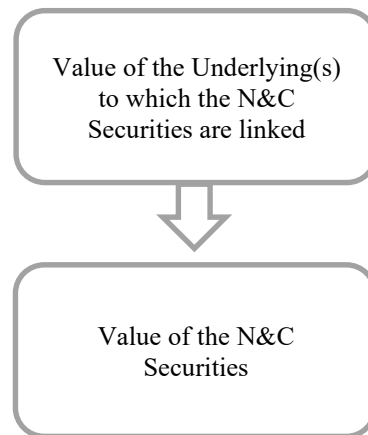 Value of the Underlying(s)
to which the N&C
Securities are linked
Value of the N&C
Securities